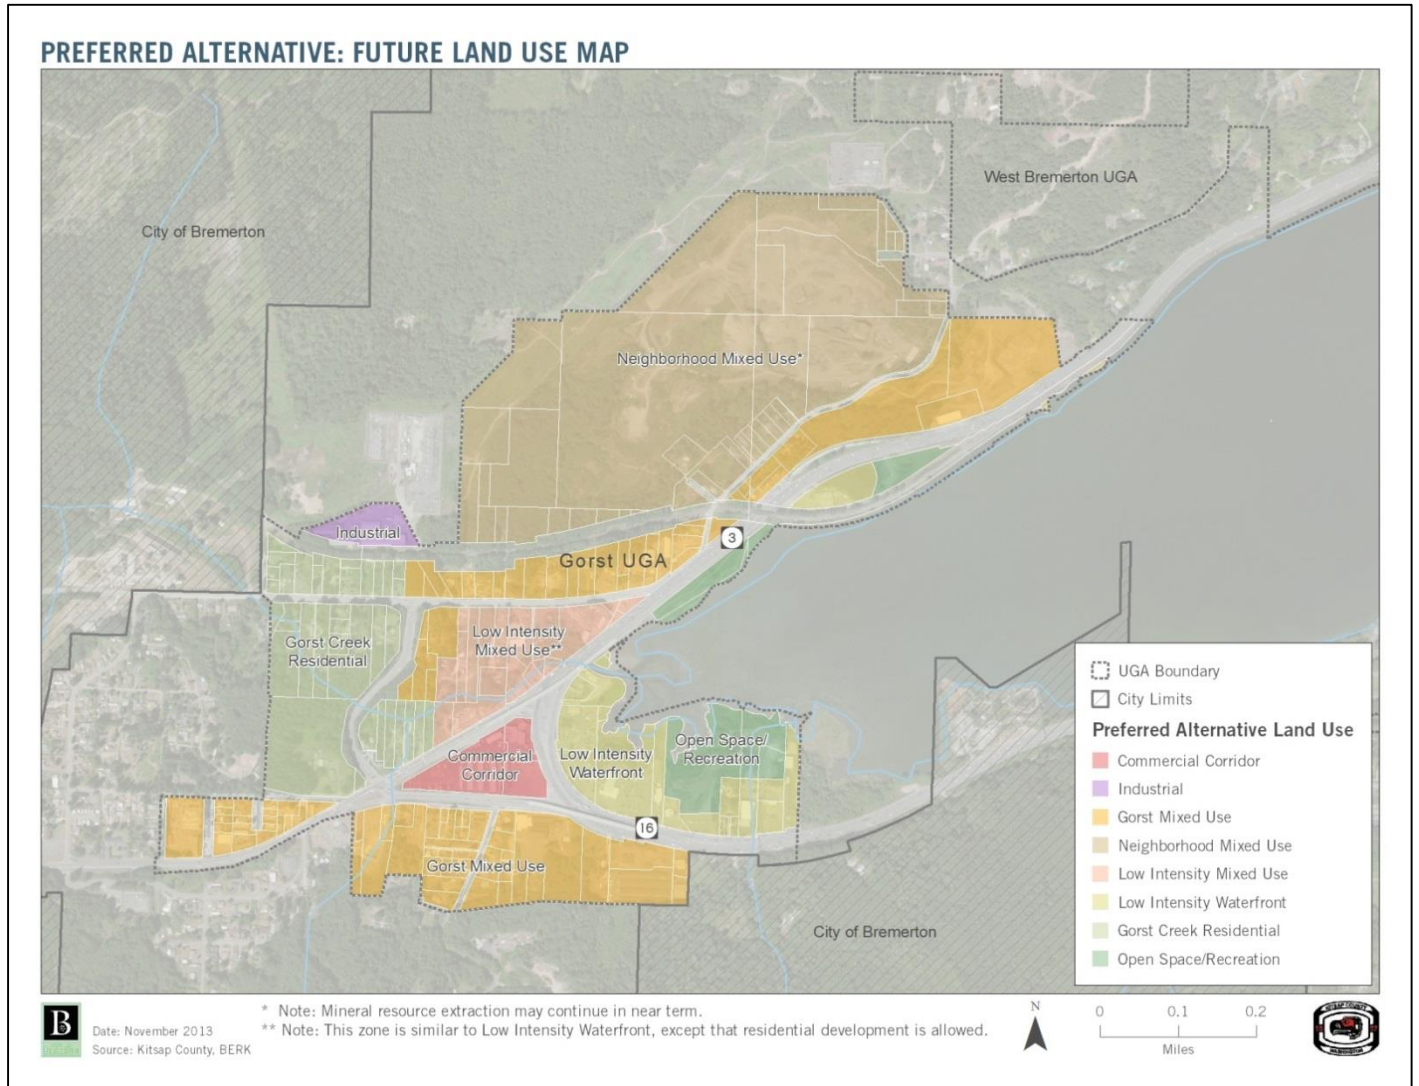 PREFERRED ALTERNATIVE: FUTURE LAND USE MAP
West Bremerton UGA
City of Bremerton
Neighborhood Mixed Use*
Industrial
3
Gorst UGA
Low Intensity
Mixed Use**
Gorst Creek
Residential
Open Space/
Recreation
Commercial
Corridor
Low Intensity
Waterfront
16
Gorst Mixed Use
City of Bremerton
UGA Boundary
City Limits
Preferred Alternative Land Use
Commercial Corridor
Industrial
Gorst Mixed Use
Neighborhood Mixed Use
Low Intensity Mixed Use
Low Intensity Waterfront
Gorst Creek Residential
Open Space/Recreation
B
Date: November 2013
Source: Kitsap County, BERK
* Note: Mineral resource extraction may continue in near term.
** Note: This zone is similar to Low Intensity Waterfront, except that residential development is allowed.
N
0 0.1 0.2
Miles